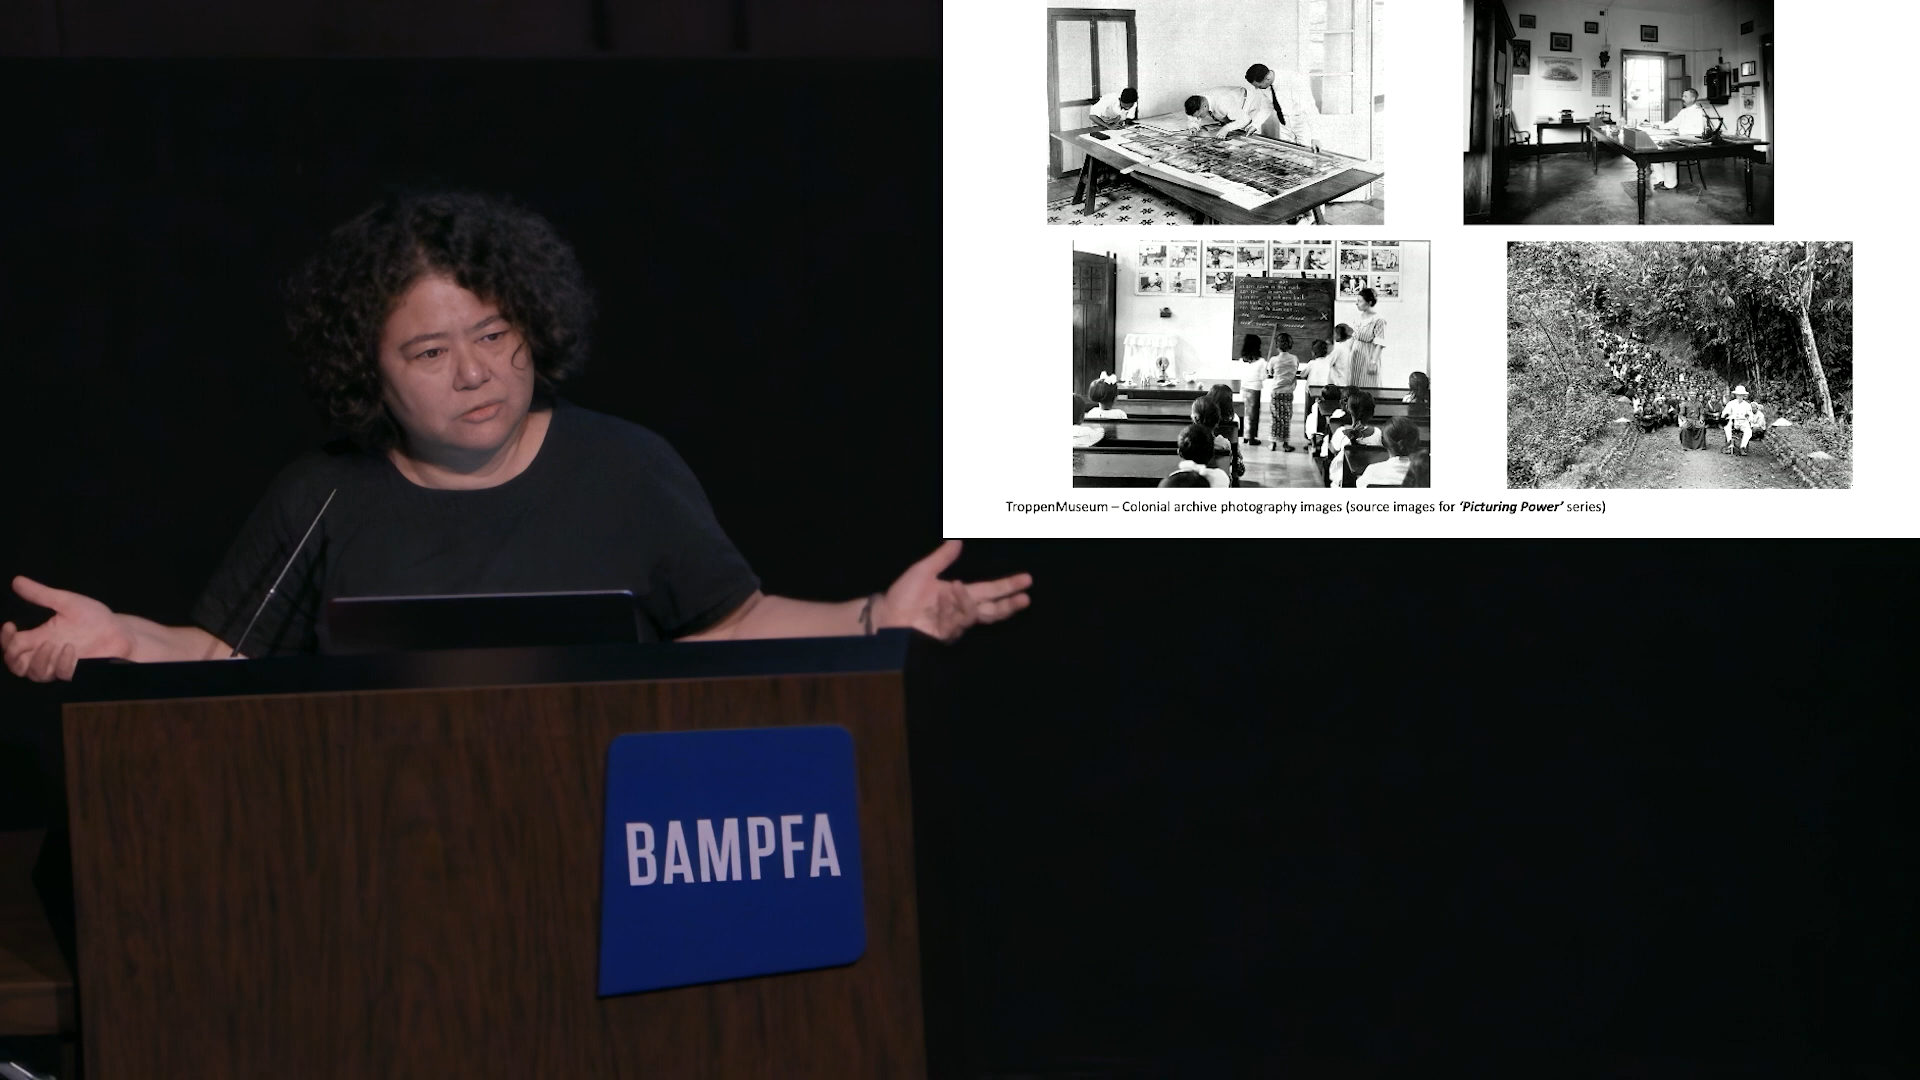 TroppenMuseum – Colonial archive photography images (source images for ‘Picturing Power’ series)
BAMPFA